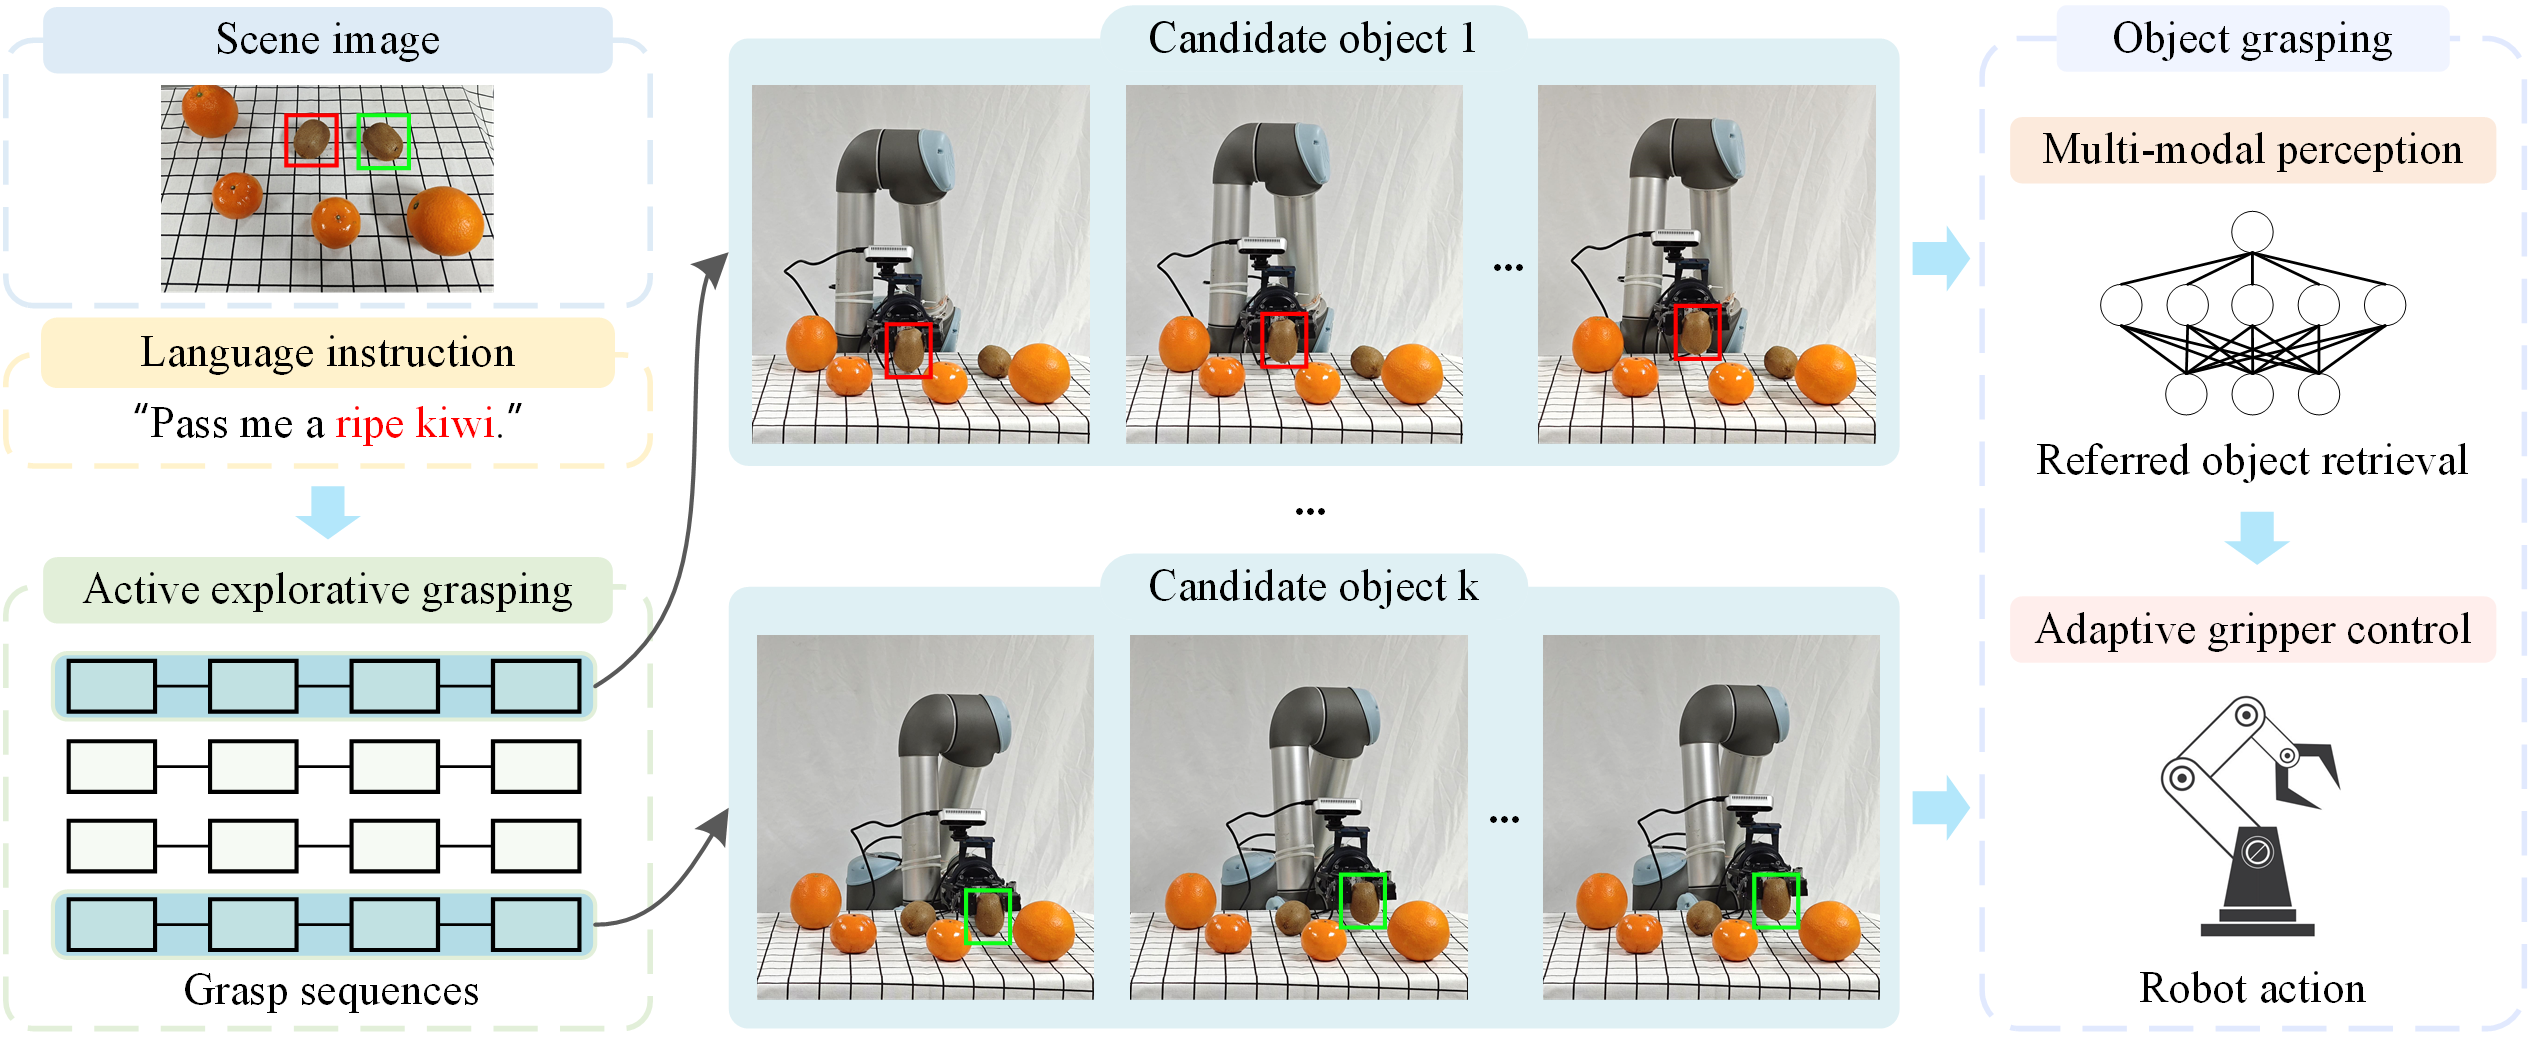 Scene image
Language instruction
“Pass me a ripe kiwi.”
Active explorative grasping
Grasp sequences
Candidate object 1
...
...
Candidate object k
...
Object grasping
Multi-modal perception
Referred object retrieval
Adaptive gripper control
Robot action